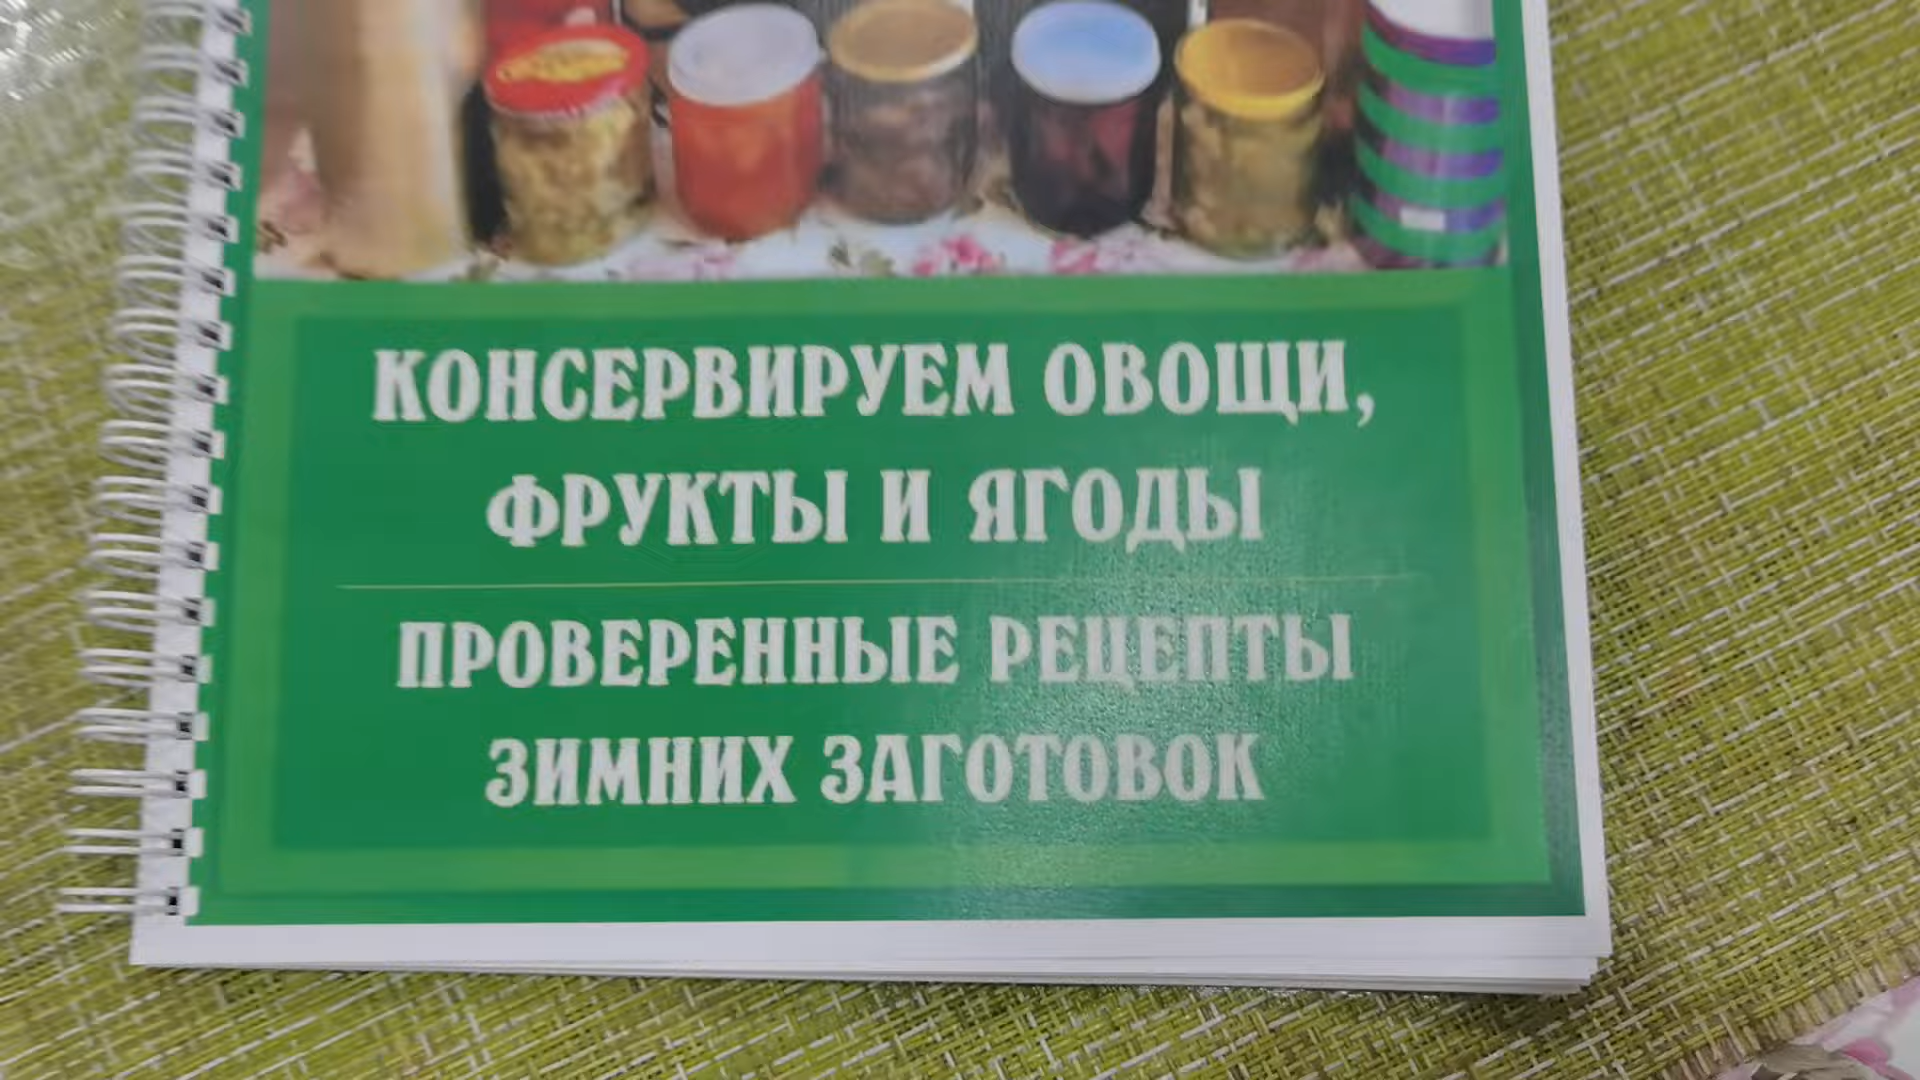 КОНСЕРВИРУЕМ ОВОЩИ,
ФРУКТЫ И ЯГОДЫ
ПРОВЕРЕННЫЕ РЕЦЕПТЫ
ЗИМНИХ ЗАГОТОВОК